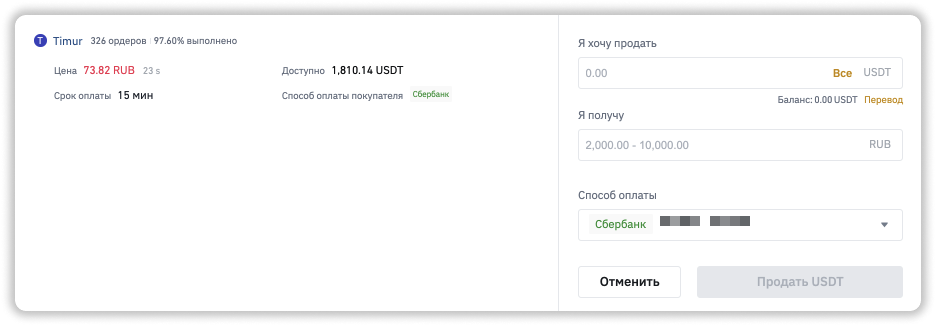 T Timur 326 ордеров | 97.60% выполнено
Цена 73.82 RUB 23 s
Доступно 1,810.14 USDT
Срок оплаты 15 мин
Способ оплаты покупателя Сбербанк
Я хочу продать
0.00 Все USDT
Баланс: 0.00 USDT Перевод
Я получу
2,000.00 - 10,000.00 RUB
Способ оплаты
Сбербанк
Отменить
Продать USDT